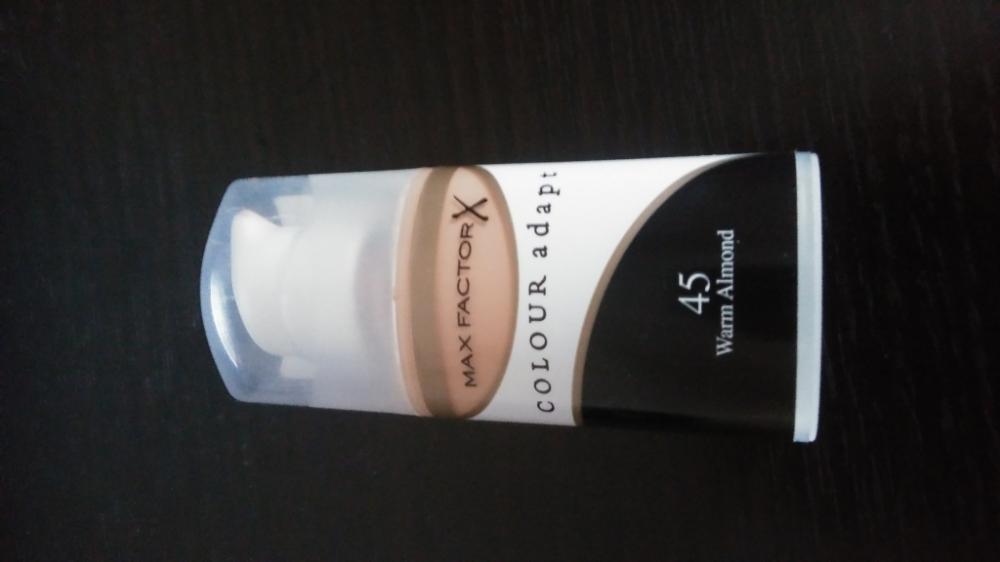 MAX FACTOR X
COLOUR adapt
45
Warm Almond